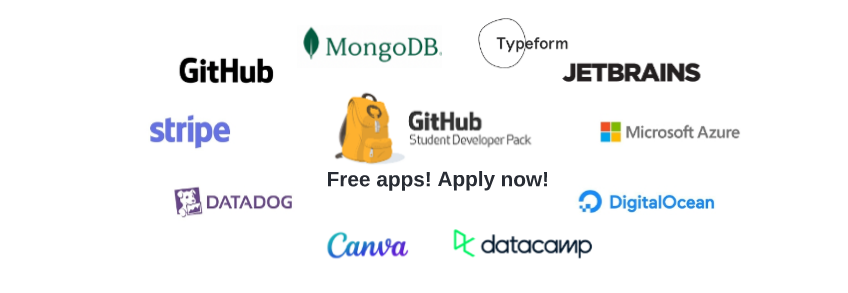 MongoDB.
Typeform
GitHub
JETBRAINS
stripe
GitHub
Student Developer Pack
Microsoft Azure
Free apps! Apply now!
DATADOG
DigitalOcean
Canva
datacamp